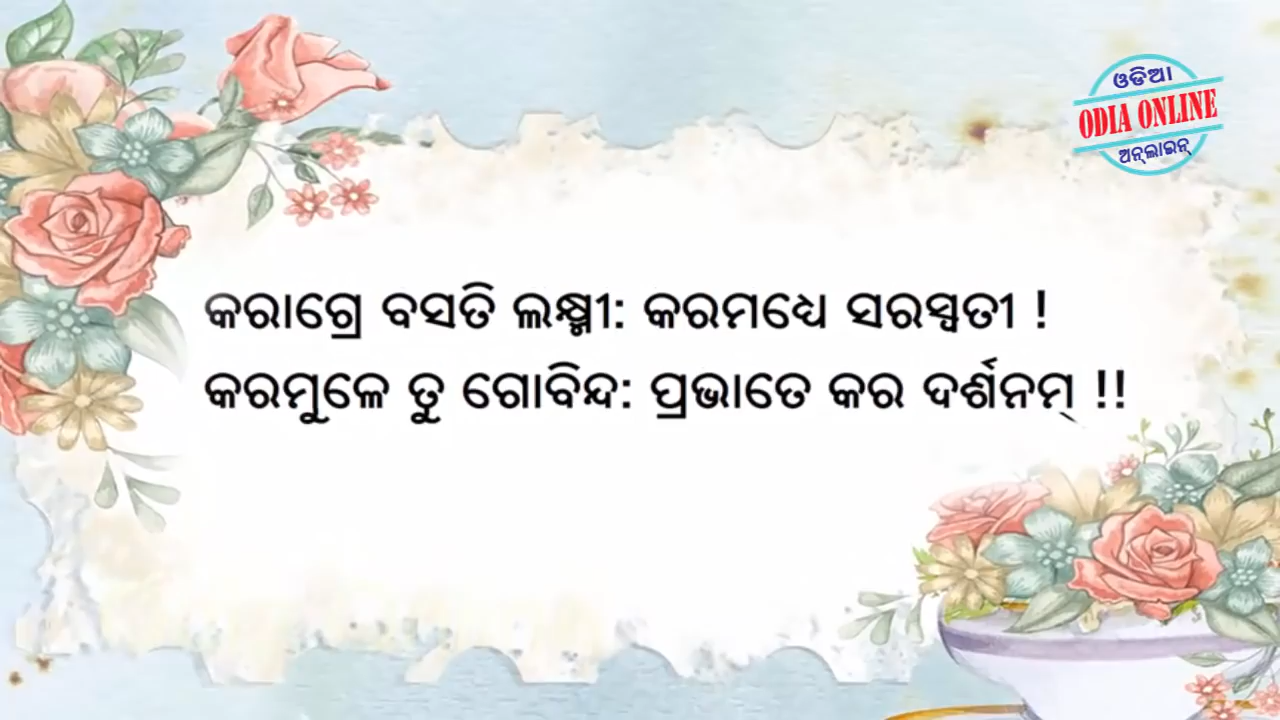 ଓଡିଆ
ODIA ONLINE
ଅନ୍‌ଲାଇନ୍
କରାଗ୍ରେ ବସତି ଲକ୍ଷ୍ମୀ: କରମଧ୍ୟେ ସରସ୍ୱତୀ !
କରମୁଳେ ତୁ ଗୋବିନ୍ଦ: ପ୍ରଭାତେ କର ଦର୍ଶନମ୍ !!